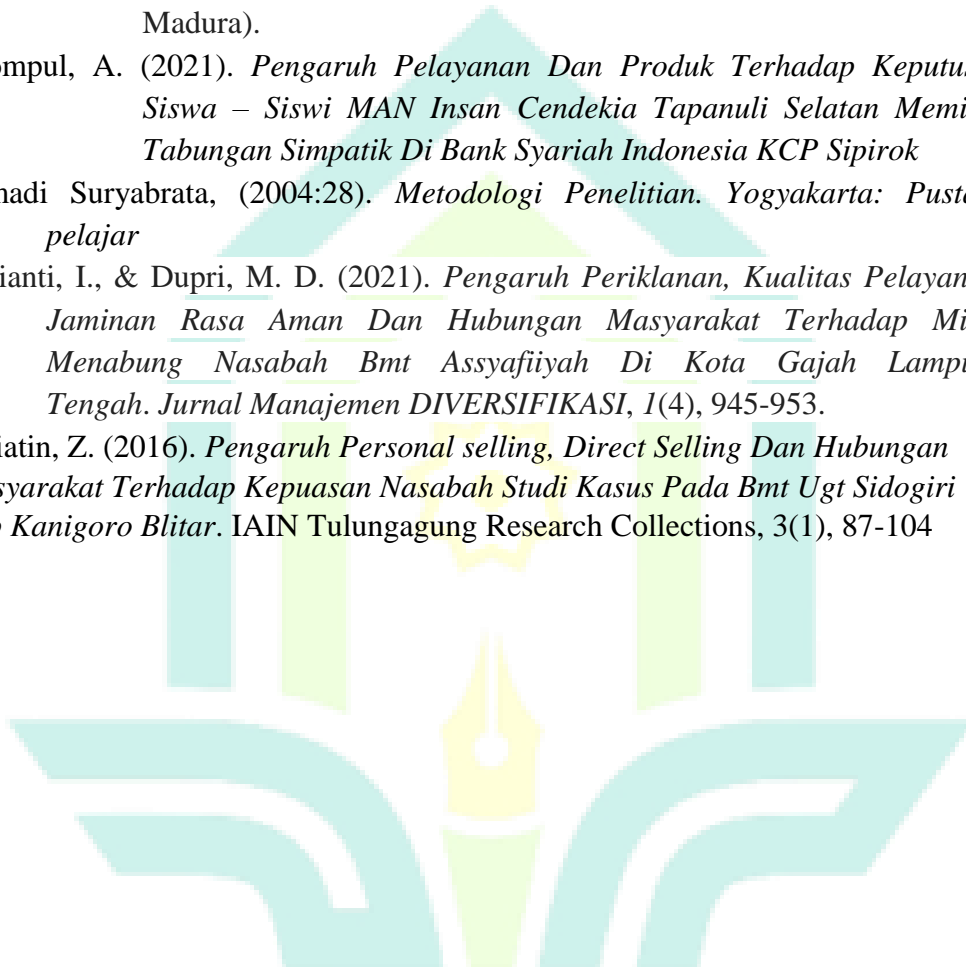 Madura).
ompul, A. (2021). Pengaruh Pelayanan Dan Produk Terhadap Keputus
Siswa – Siswi MAN Insan Cendekia Tapanuli Selatan Memi
Tabungan Simpatik Di Bank Syariah Indonesia KCP Sipirok
nadi Suryabrata, (2004:28). Metodologi Penelitian. Yogyakarta: Pusta
pelajar
ianti, I., & Dupri, M. D. (2021). Pengaruh Periklanan, Kualitas Pelayan
Jaminan Rasa Aman Dan Hubungan Masyarakat Terhadap Mi
Menabung Nasabah Bmt Assyafiiyah Di Kota Gajah Lampu
Tengah. Jurnal Manajemen DIVERSIFIKASI, 1(4), 945-953.
iatin, Z. (2016). Pengaruh Personal selling, Direct Selling Dan Hubungan
syarakat Terhadap Kepuasan Nasabah Studi Kasus Pada Bmt Ugt Sidogiri
Kanigoro Blitar. IAIN Tulungagung Research Collections, 3(1), 87-104